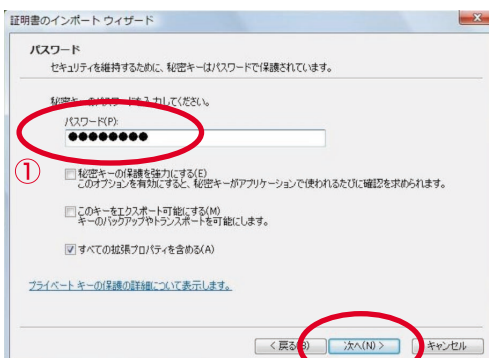 証明書のインポート ウィザード
パスワード
セキュリティを維持するために、秘密キーはパスワードで保護されています。
秘密キーのパスワードを入力してください。
パスワード(P):
●●●●●●●●
①
秘密キーの保護を強力にする(E)
このオプションを有効にすると、秘密キーがアプリケーションで使われるたびに確認を求められます。
このキーをエクスポート可能にする(M)
キーのバックアップやトランスポートを可能にします。
すべての拡張プロパティを含める(A)
プライベート キーの保護の詳細について表示します。
< 戻る(B) 次へ(N) > キャンセル